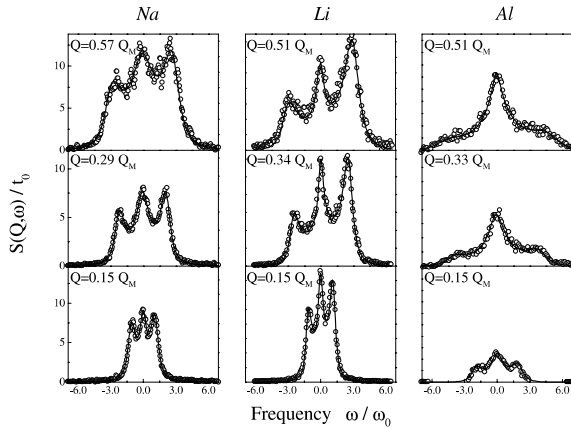 Na Li Al
Q=0.57 Q_M Q=0.51 Q_M 0.51 Q_M
10
5
0
Q=0.29 Q_M Q=0.34 Q_M 0.33 Q_M
10
5
0
Q=0.15 Q_M Q=0.15 Q_M 0.15 Q_M
10
5
0
S(Q,ω) / t_0
-6.0 -3.0 0.0 3.0 6.0 -6.0 -3.0 0.0 3.0 6.0 -6.0 -3.0 0.0 3.0 6.0
Frequency ω / ω_0